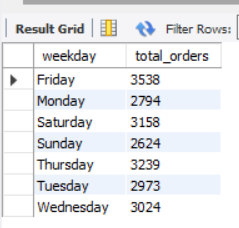 Result Grid Filter Rows:
weekday total_orders
Friday 3538
Monday 2794
Saturday 3158
Sunday 2624
Thursday 3239
Tuesday 2973
Wednesday 3024